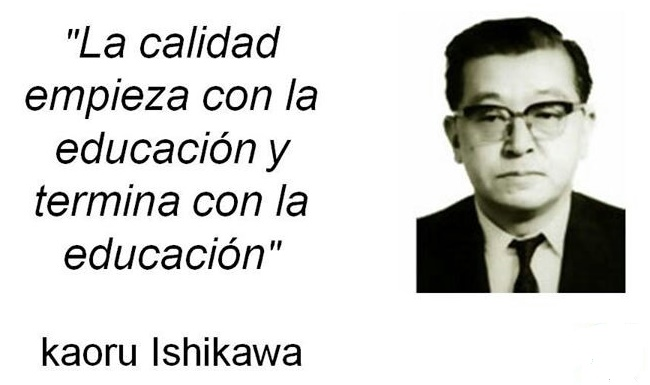 "La calidad
empieza con la
educación y
termina con la
educación"
kaoru Ishikawa